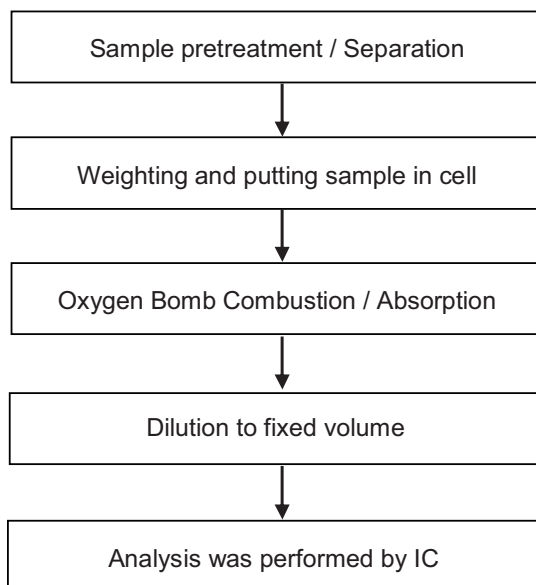 Sample pretreatment / Separation
Weighting and putting sample in cell
Oxygen Bomb Combustion / Absorption
Dilution to fixed volume
Analysis was performed by IC